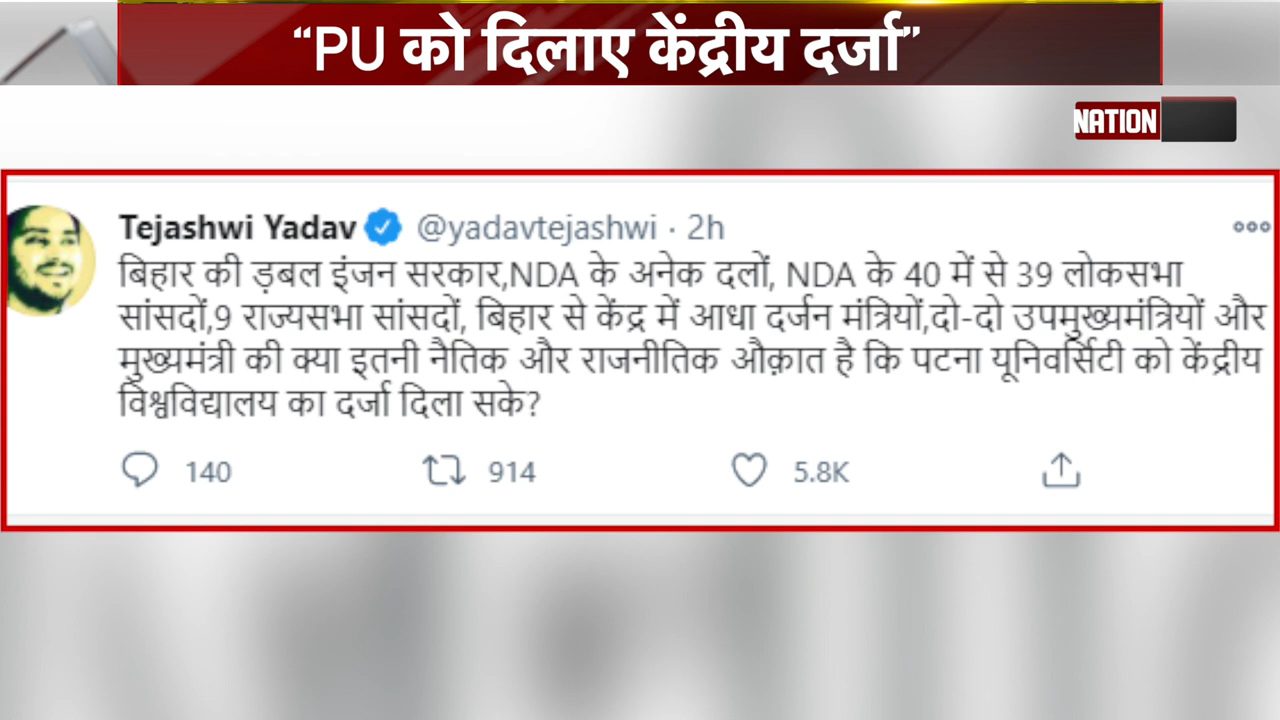 “PU को दिलाए केंद्रीय दर्जा”
NATION
Tejashwi Yadav @yadavtejashwi · 2h
बिहार की ड़बल इंजन सरकार,NDA के अनेक दलों, NDA के 40 में से 39 लोकसभा
सांसदों,9 राज्यसभा सांसदों, बिहार से केंद्र में आधा दर्जन मंत्रियों,दो-दो उपमुख्यमंत्रियों और
मुख्यमंत्री की क्या इतनी नैतिक और राजनीतिक औक़ात है कि पटना यूनिवर्सिटी को केंद्रीय
विश्वविद्यालय का दर्जा दिला सके?
140 914 5.8K